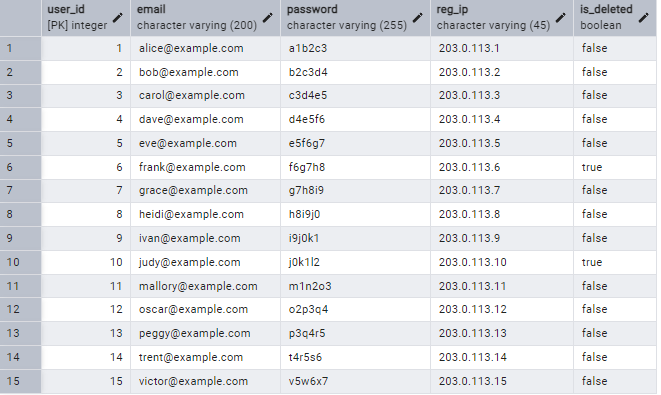 user_id email password reg_ip is_deleted
[PK] integer character varying (200) character varying (255) character varying (45) boolean
1 1 alice@example.com a1b2c3 203.0.113.1 false
2 2 bob@example.com b2c3d4 203.0.113.2 false
3 3 carol@example.com c3d4e5 203.0.113.3 false
4 4 dave@example.com d4e5f6 203.0.113.4 false
5 5 eve@example.com e5f6g7 203.0.113.5 false
6 6 frank@example.com f6g7h8 203.0.113.6 true
7 7 grace@example.com g7h8i9 203.0.113.7 false
8 8 heidi@example.com h8i9j0 203.0.113.8 false
9 9 ivan@example.com i9j0k1 203.0.113.9 false
10 10 judy@example.com j0k1l2 203.0.113.10 true
11 11 mallory@example.com m1n2o3 203.0.113.11 false
12 12 oscar@example.com o2p3q4 203.0.113.12 false
13 13 peggy@example.com p3q4r5 203.0.113.13 false
14 14 trent@example.com t4r5s6 203.0.113.14 false
15 15 victor@example.com v5w6x7 203.0.113.15 false